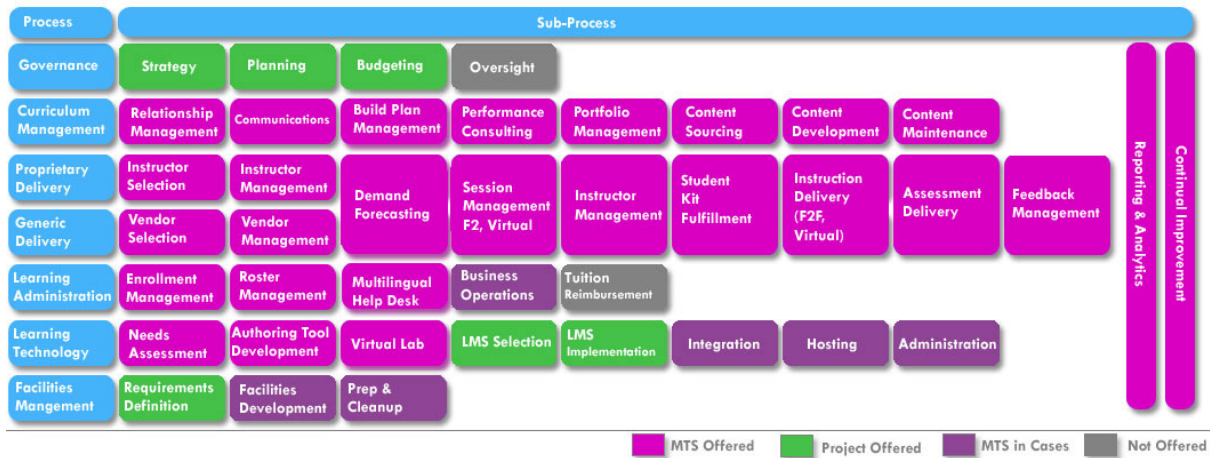 Process
Sub-Process
Governance
Strategy
Planning
Budgeting
Oversight
Curriculum
Management
Relationship
Management
Communications
Build Plan
Management
Performance
Consulting
Portfolio
Management
Content
Sourcing
Content
Development
Content
Maintenance
Proprietary
Delivery
Instructor
Selection
Instructor
Management
Generic
Delivery
Vendor
Selection
Vendor
Management
Demand
Forecasting
Session
Management
F2, Virtual
Instructor
Management
Student
Kit
Fulfillment
Instruction
Delivery
(F2F,
Virtual)
Assessment
Delivery
Feedback
Management
Learning
Administration
Enrollment
Management
Roster
Management
Multilingual
Help Desk
Business
Operations
Tuition
Reimbursement
Learning
Technology
Needs
Assessment
Authoring Tool
Development
Virtual Lab
LMS Selection
LMS
Implementation
Integration
Hosting
Administration
Facilities
Mangement
Requirements
Definition
Facilities
Development
Prep &
Cleanup
Reporting & Analytics
Continual Improvement
MTS Offered
Project Offered
MTS in Cases
Not Offered